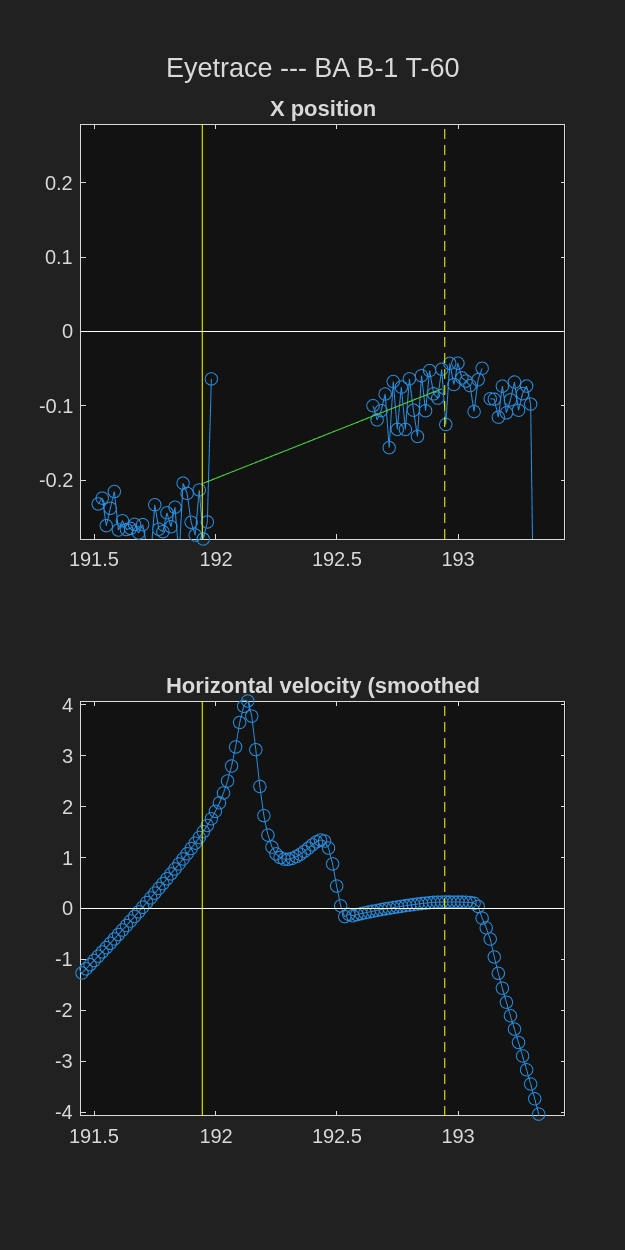 Eyetrace --- BA B-1 T-60
X position
0.2
0.1
0
-0.1
-0.2
191.5 192 192.5 193
Horizontal velocity (smoothed
4
3
2
1
0
-1
-2
-3
-4
191.5 192 192.5 193